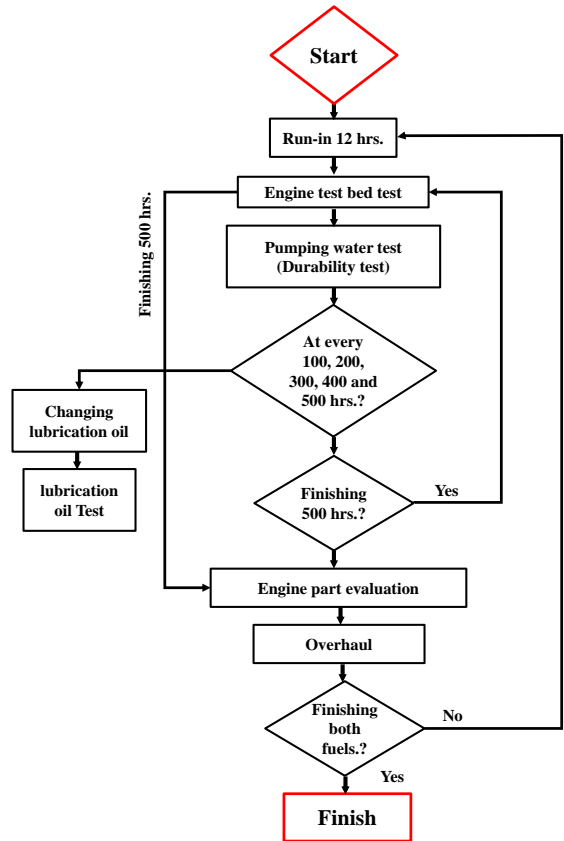 Start
Run-in 12 hrs.
Engine test bed test
Finishing 500 hrs.
Pumping water test
(Durability test)
At every
100, 200,
300, 400 and
500 hrs.?
Changing
lubrication oil
lubrication
oil Test
Finishing
500 hrs.?
Yes
Engine part evaluation
Overhaul
Finishing
both
fuels.?
No
Yes
Finish